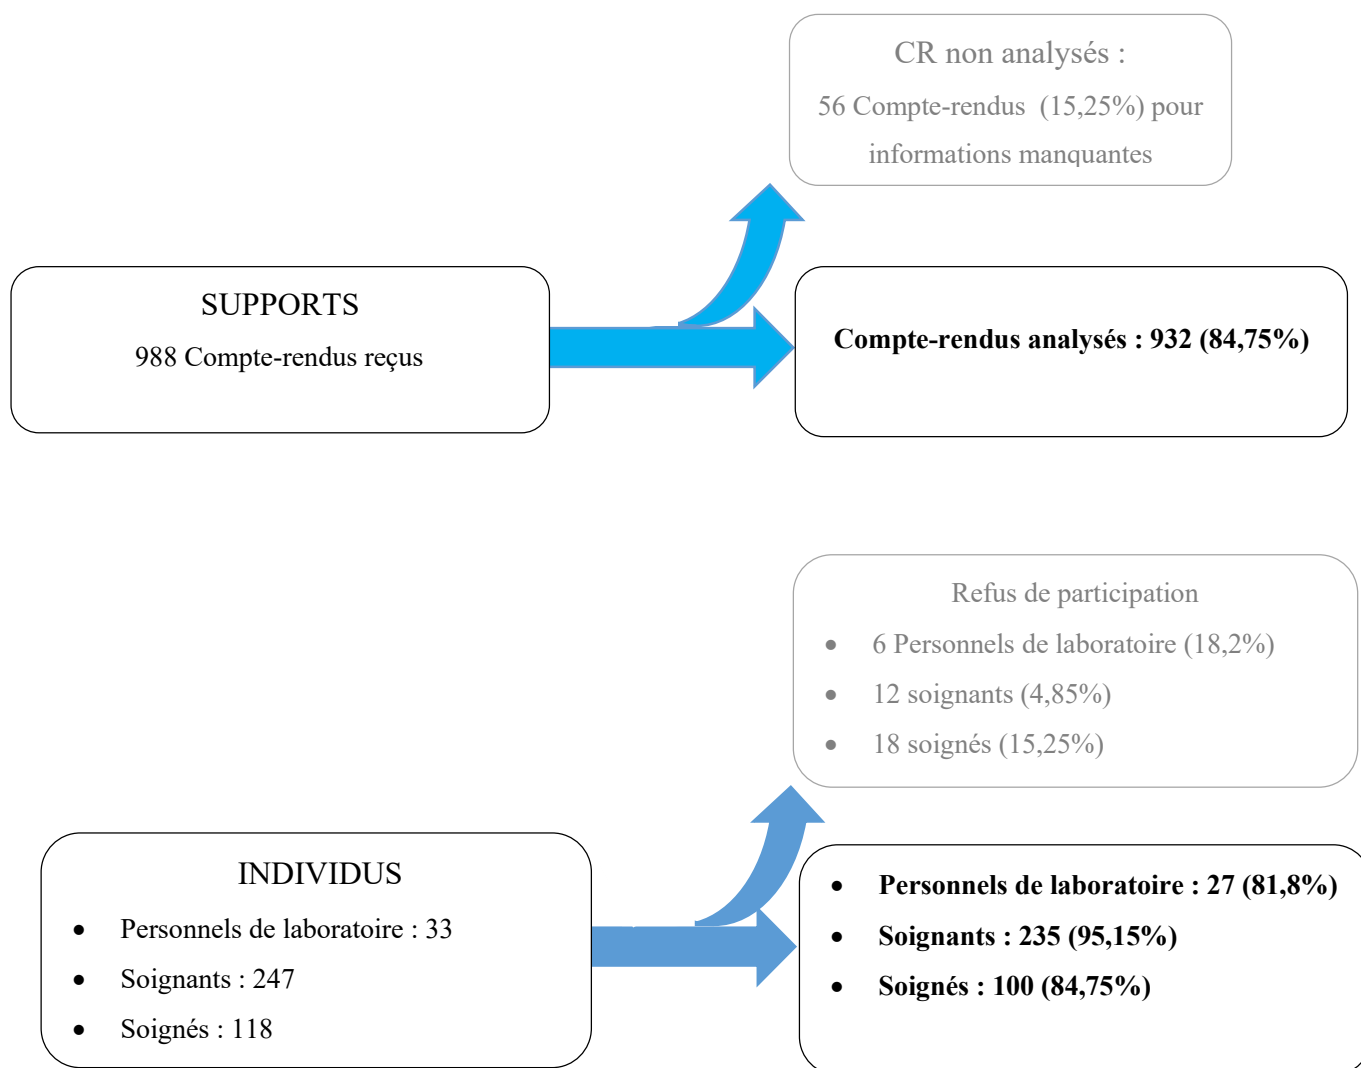 CR non analysés :
56 Compte-rendus (15,25%) pour
informations manquantes
SUPPORTS
988 Compte-rendus reçus
Compte-rendus analysés : 932 (84,75%)
Refus de participation
• 6 Personnels de laboratoire (18,2%)
• 12 soignants (4,85%)
• 18 soignés (15,25%)
INDIVIDUS
• Personnels de laboratoire : 33
• Soignants : 247
• Soignés : 118
• Personnels de laboratoire : 27 (81,8%)
• Soignants : 235 (95,15%)
• Soignés : 100 (84,75%)